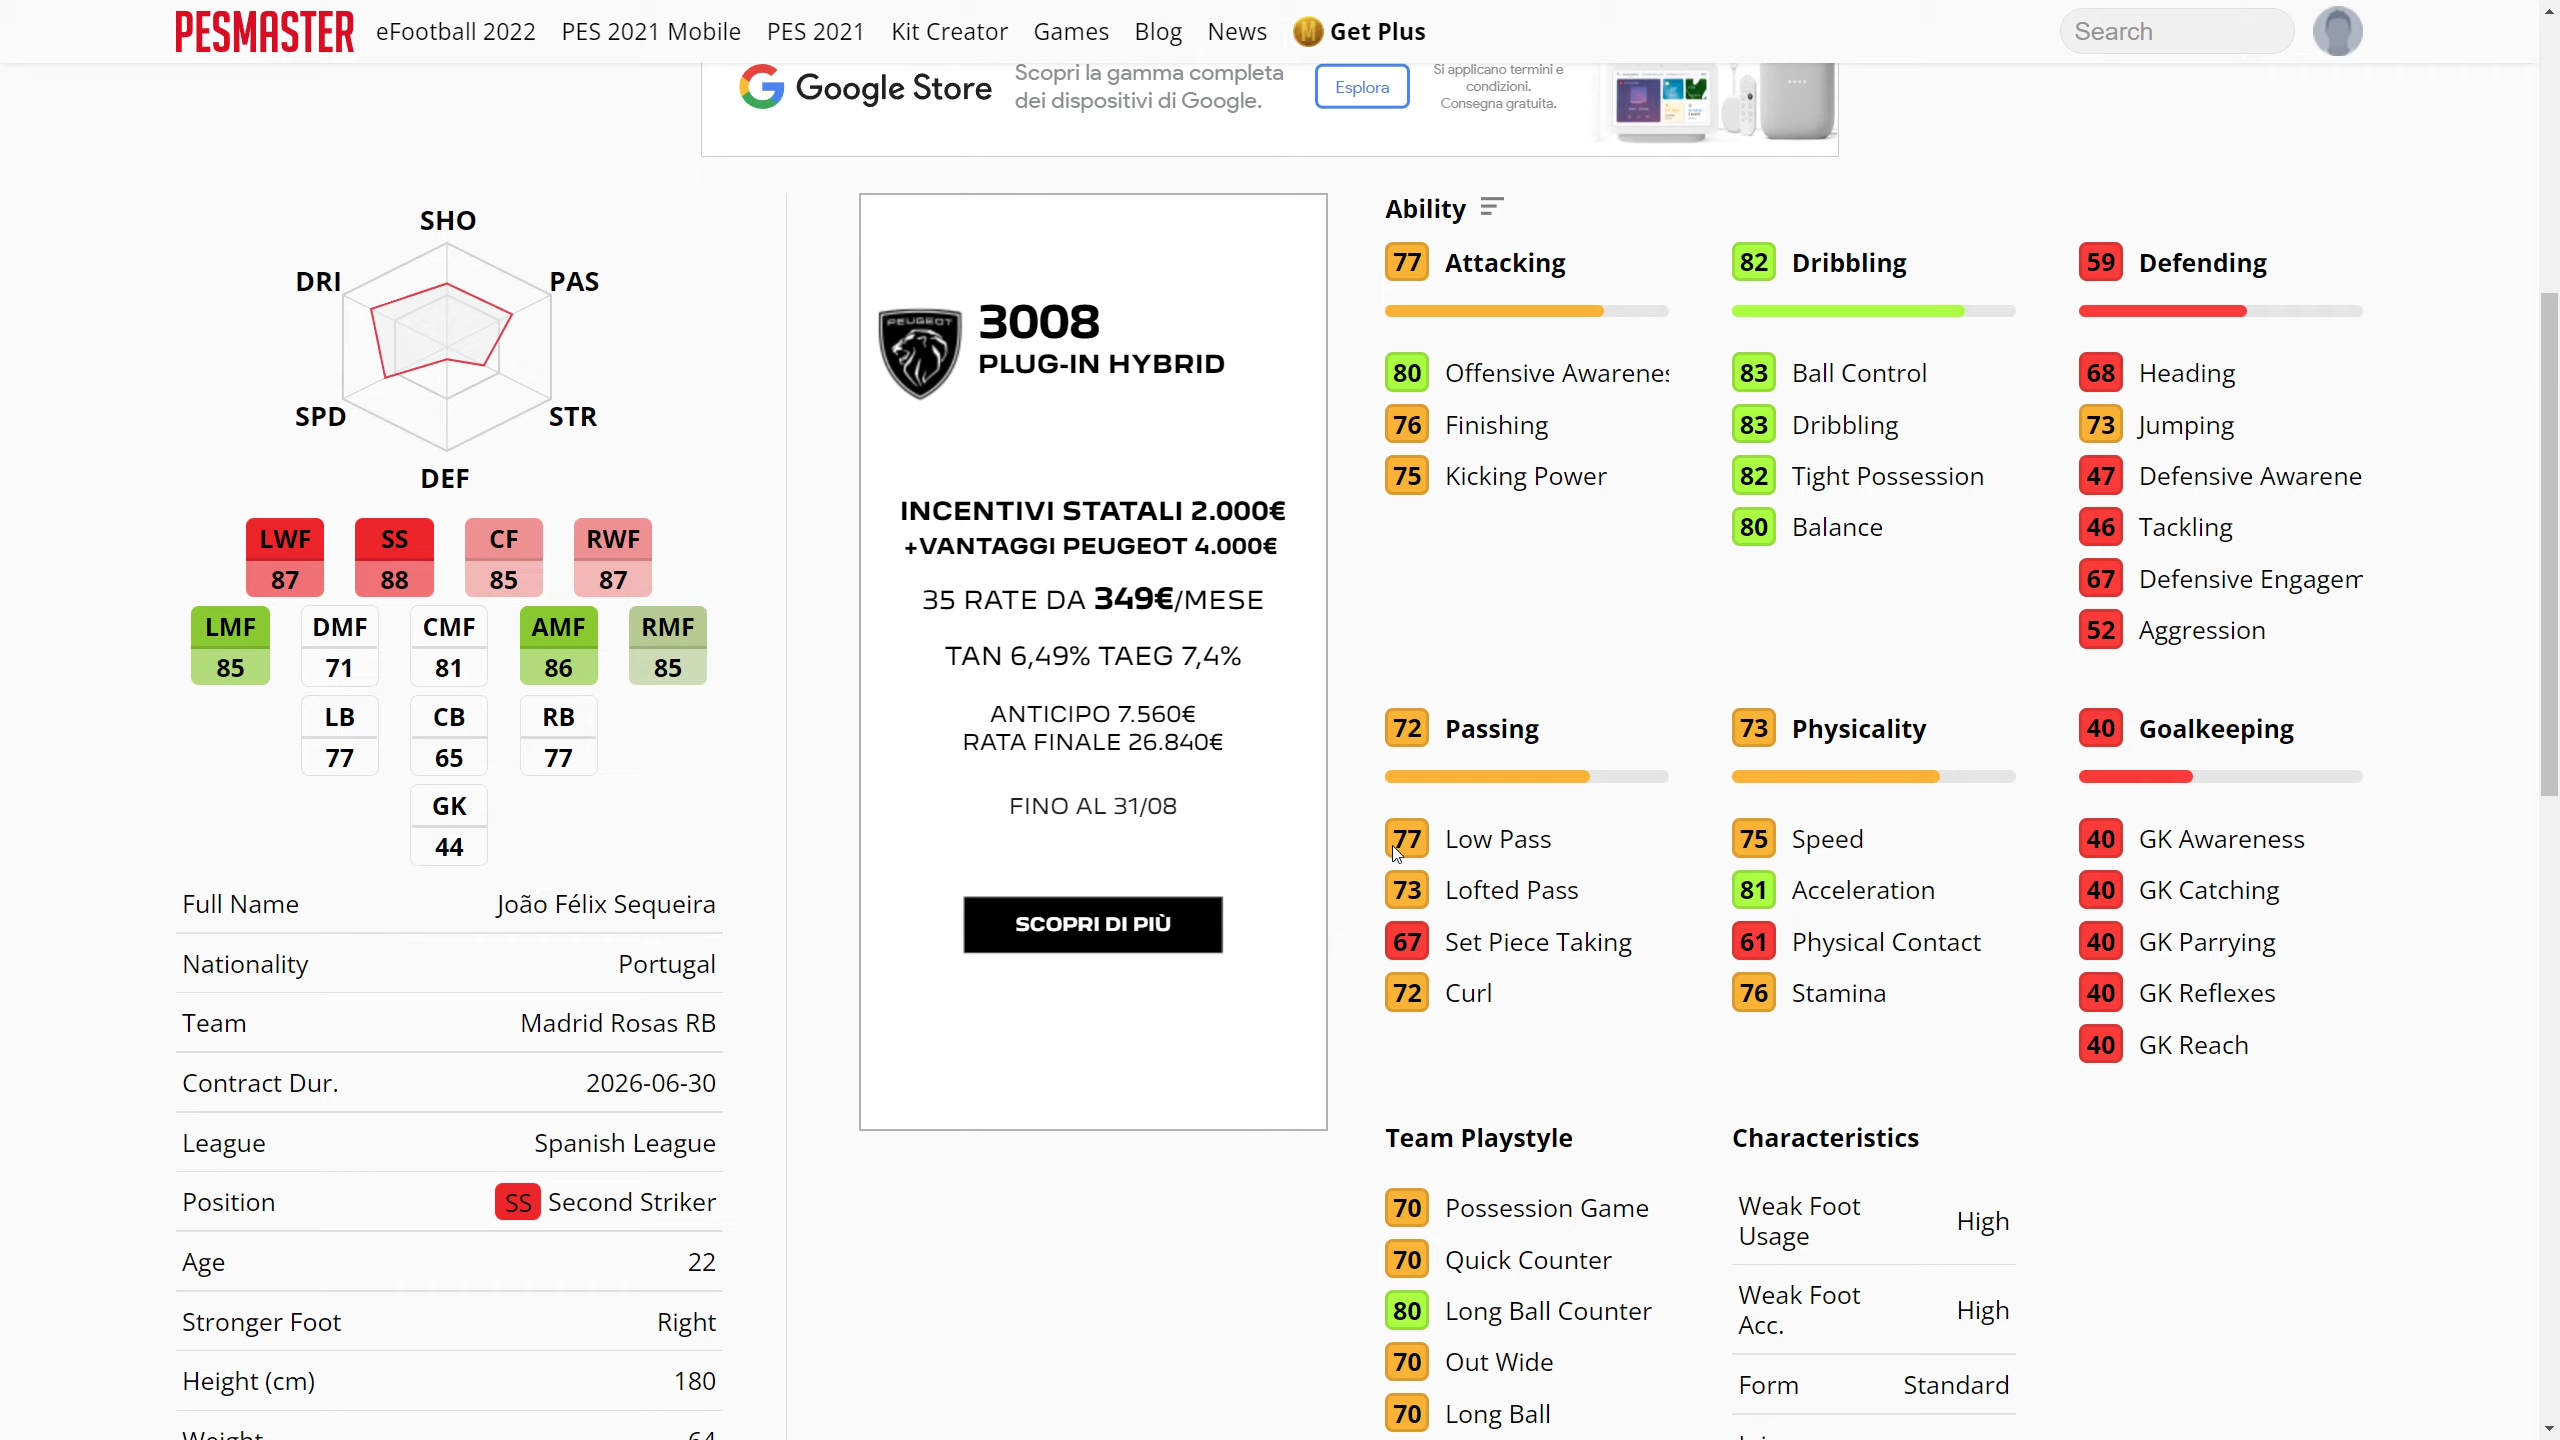 PESMASTER eFootball 2022 PES 2021 Mobile PES 2021 Kit Creator Games Blog News Get Plus Search
Google Store
Scopri la gamma completa
dei dispositivi di Google.
Esplora
Si applicano termini e
condizioni.
Consegna gratuita.
SHO
DRI PAS
SPD STR
DEF
LWF SS CF RWF
87 88 85 87
LMF DMF CMF AMF RMF
85 71 81 86 85
LB CB RB
77 65 77
GK
44
Full Name João Félix Sequeira
Nationality Portugal
Team Madrid Rosas RB
Contract Dur. 2026-06-30
League Spanish League
Position SS Second Striker
Age 22
Stronger Foot Right
Height (cm) 180
Weight 64
PEUGEOT
3008
PLUG-IN HYBRID
INCENTIVI STATALI 2.000€
+VANTAGGI PEUGEOT 4.000€
35 RATE DA 349€/MESE
TAN 6,49% TAEG 7,4%
ANTICIPO 7.560€
RATA FINALE 26.840€
FINO AL 31/08
SCOPRI DI PIÙ
Ability
77 Attacking
80 Offensive Awarenes
76 Finishing
75 Kicking Power
82 Dribbling
83 Ball Control
83 Dribbling
82 Tight Possession
80 Balance
59 Defending
68 Heading
73 Jumping
47 Defensive Awarene
46 Tackling
67 Defensive Engagem
52 Aggression
72 Passing
77 Low Pass
73 Lofted Pass
67 Set Piece Taking
72 Curl
73 Physicality
75 Speed
81 Acceleration
61 Physical Contact
76 Stamina
40 Goalkeeping
40 GK Awareness
40 GK Catching
40 GK Parrying
40 GK Reflexes
40 GK Reach
Team Playstyle
70 Possession Game
70 Quick Counter
80 Long Ball Counter
70 Out Wide
70 Long Ball
Characteristics
Weak Foot
Usage High
Weak Foot
Acc. High
Form Standard